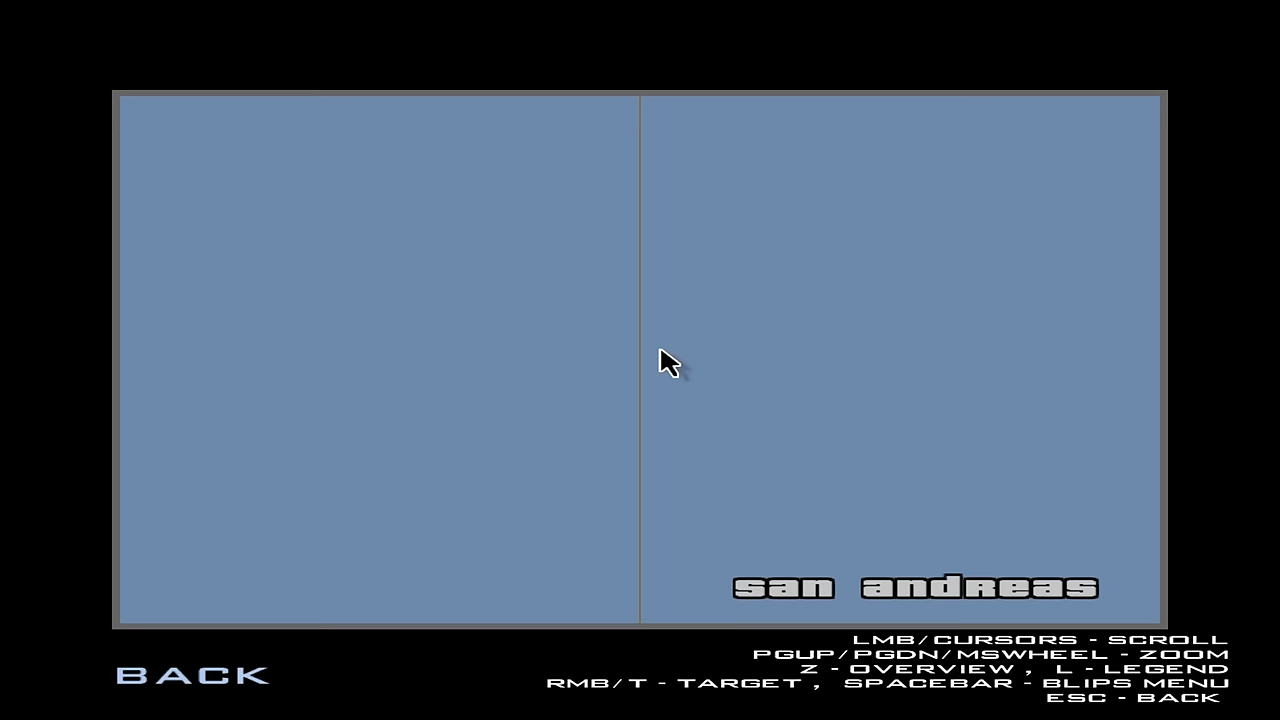 san andreas
LMB/CURSORS - SCROLL
PGUP/PGDN/MSWHEEL - ZOOM
Z - OVERVIEW , L - LEGEND
RMB/T - TARGET , SPACEBAR - BLIPS MENU
ESC - BACK
BACK